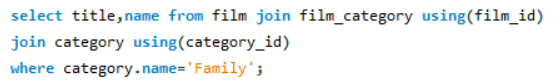 select title,name from film join film_category using(film_id)
join category using(category_id)
where category.name='Family';